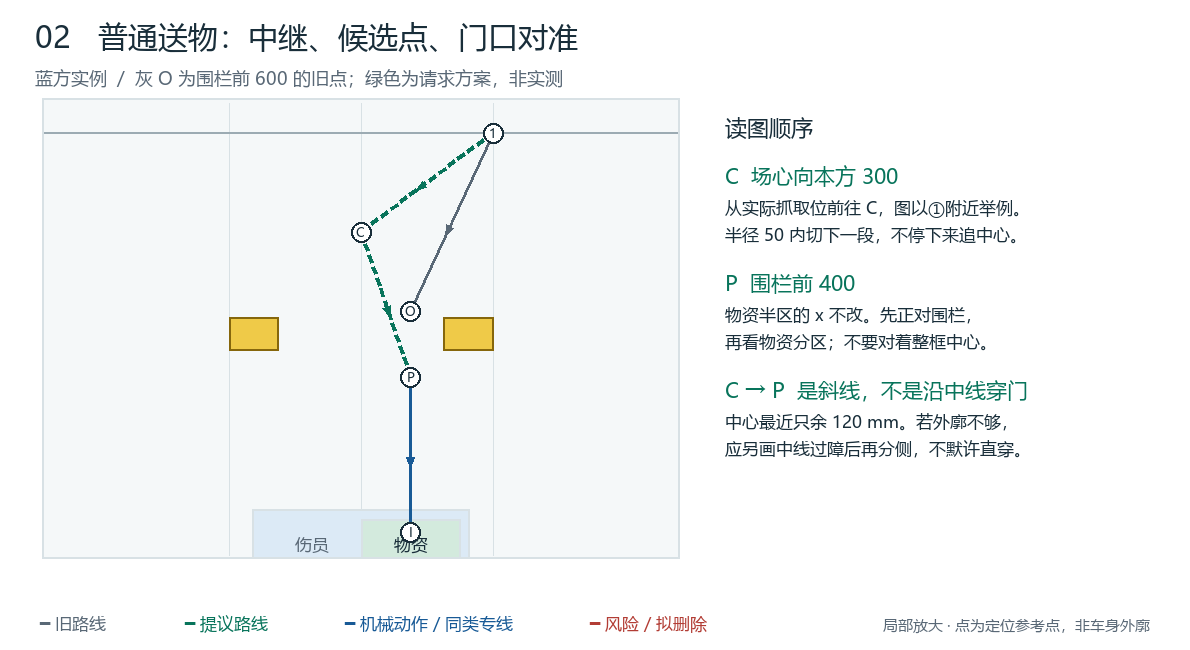 02 普通送物：中继、候选点、门口对准
蓝方实例 / 灰 O 为围栏前 600 的旧点；绿色为请求方案，非实测
1
C
O
P
I
伤员
物资
读图顺序
C 场心向本方 300
从实际抓取位前往 C，图以①附近举例。
半径 50 内切下一段，不停下来追中心。
P 围栏前 400
物资半区的 x 不改。先正对围栏，
再看物资分区；不要对着整框中心。
C → P 是斜线，不是沿中线穿门
中心最近只余 120 mm。若外廓不够，
应另画中线过障后再分侧，不默许直穿。
旧路线
提议路线
机械动作 / 同类专线
风险 / 拟删除
局部放大 · 点为定位参考点，非车身外廓